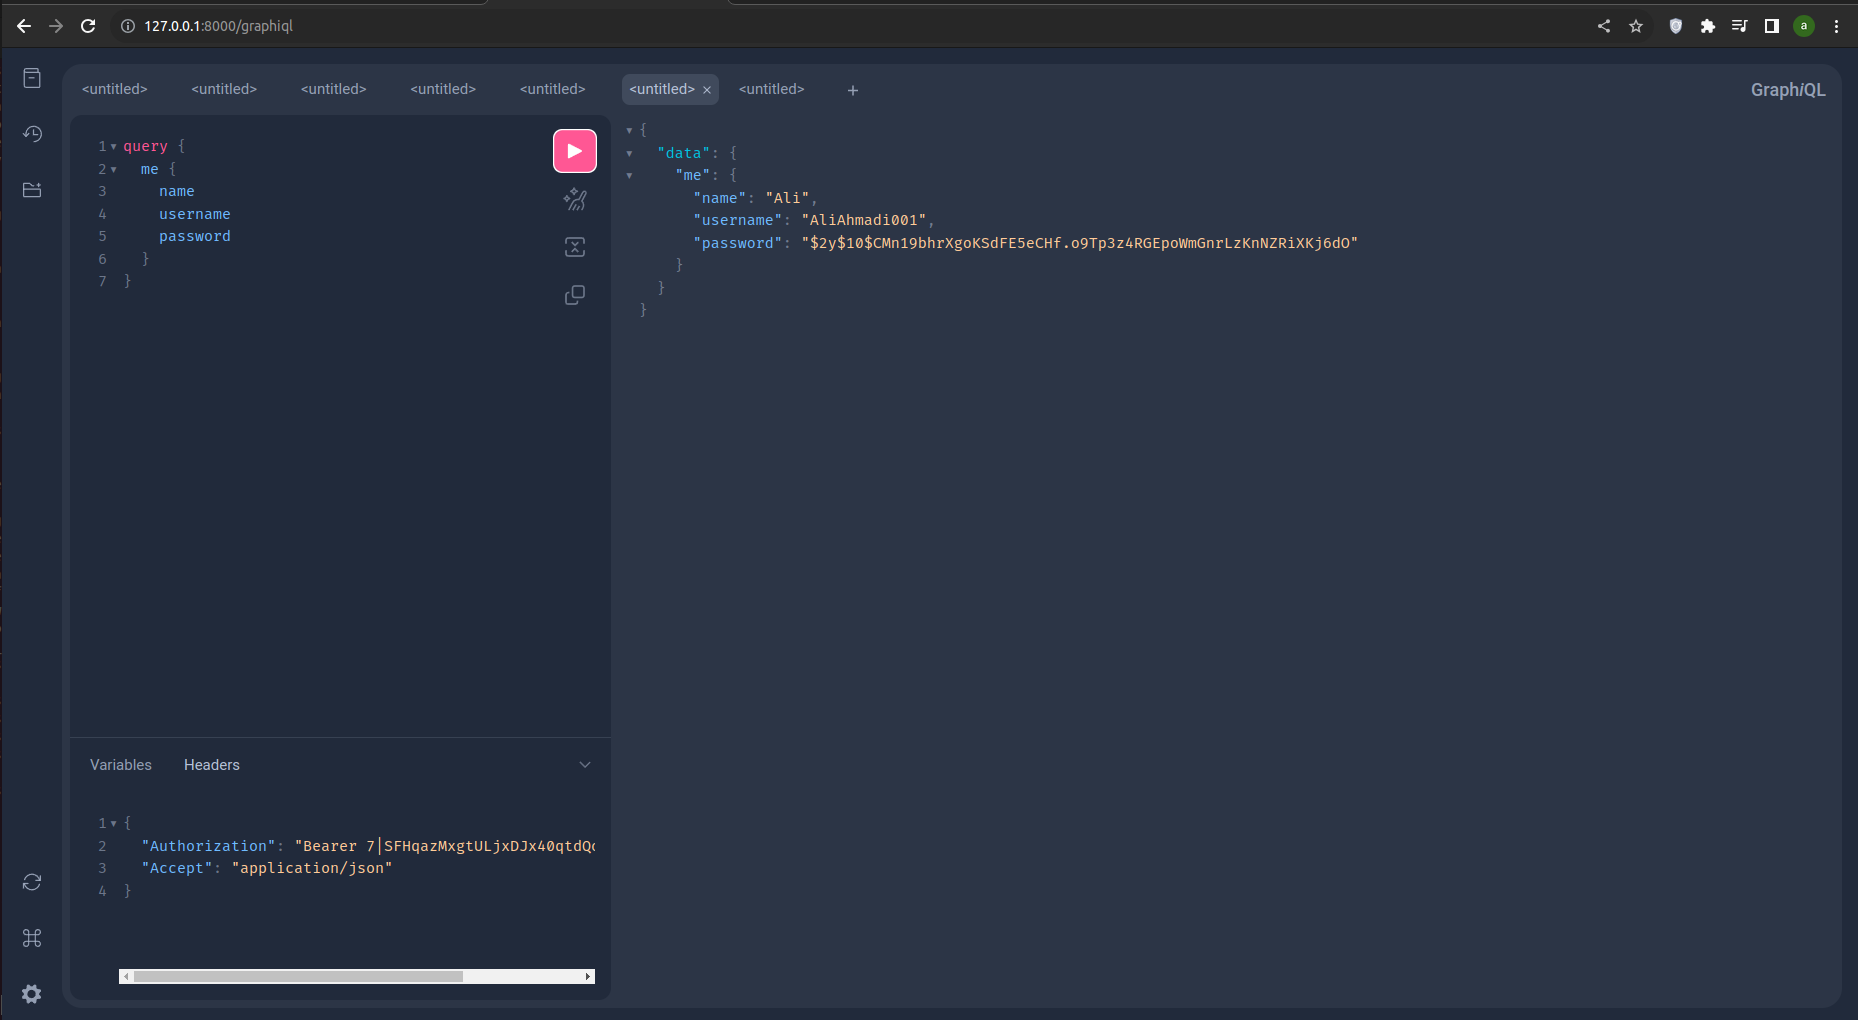 127.0.0.1:8000/graphiql
a
<untitled> <untitled> <untitled> <untitled> <untitled> <untitled> × <untitled> +
GraphiQL
1 query {
2 me {
3 name
4 username
5 password
6 }
7 }
{
"data": {
"me": {
"name": "Ali",
"username": "AliAhmadi001",
"password": "$2y$10$CMn19bhrXgoKSdFE5eCHf.o9Tp3z4RGEpoWmGnrLzKnNZRiXKj6dO"
}
}
}
Variables Headers
1 {
2 "Authorization": "Bearer 7|SFHqazMxgtULjxDJx40qtdQ
3 "Accept": "application/json"
4 }